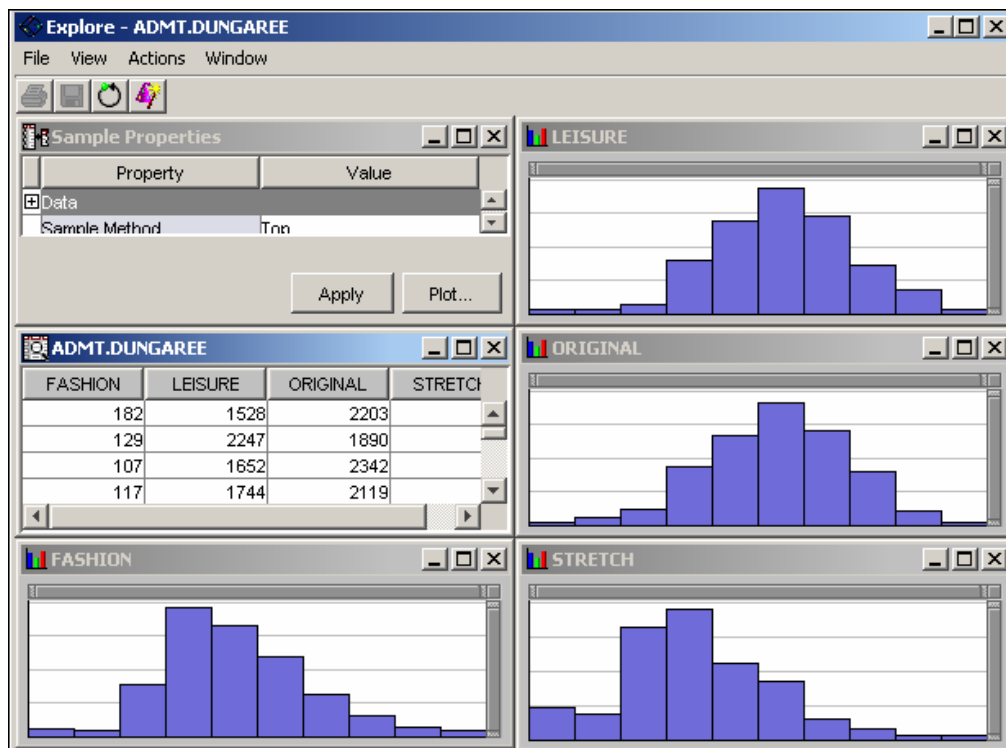 Explore - ADMT.DUNGAREE
File View Actions Window
Sample Properties
Property Value
Data
Sample Method Top
Apply Plot...
LEISURE
ADMT.DUNGAREE
FASHION LEISURE ORIGINAL STRETCH
182 1528 2203
129 2247 1890
107 1652 2342
117 1744 2119
ORIGINAL
FASHION
STRETCH